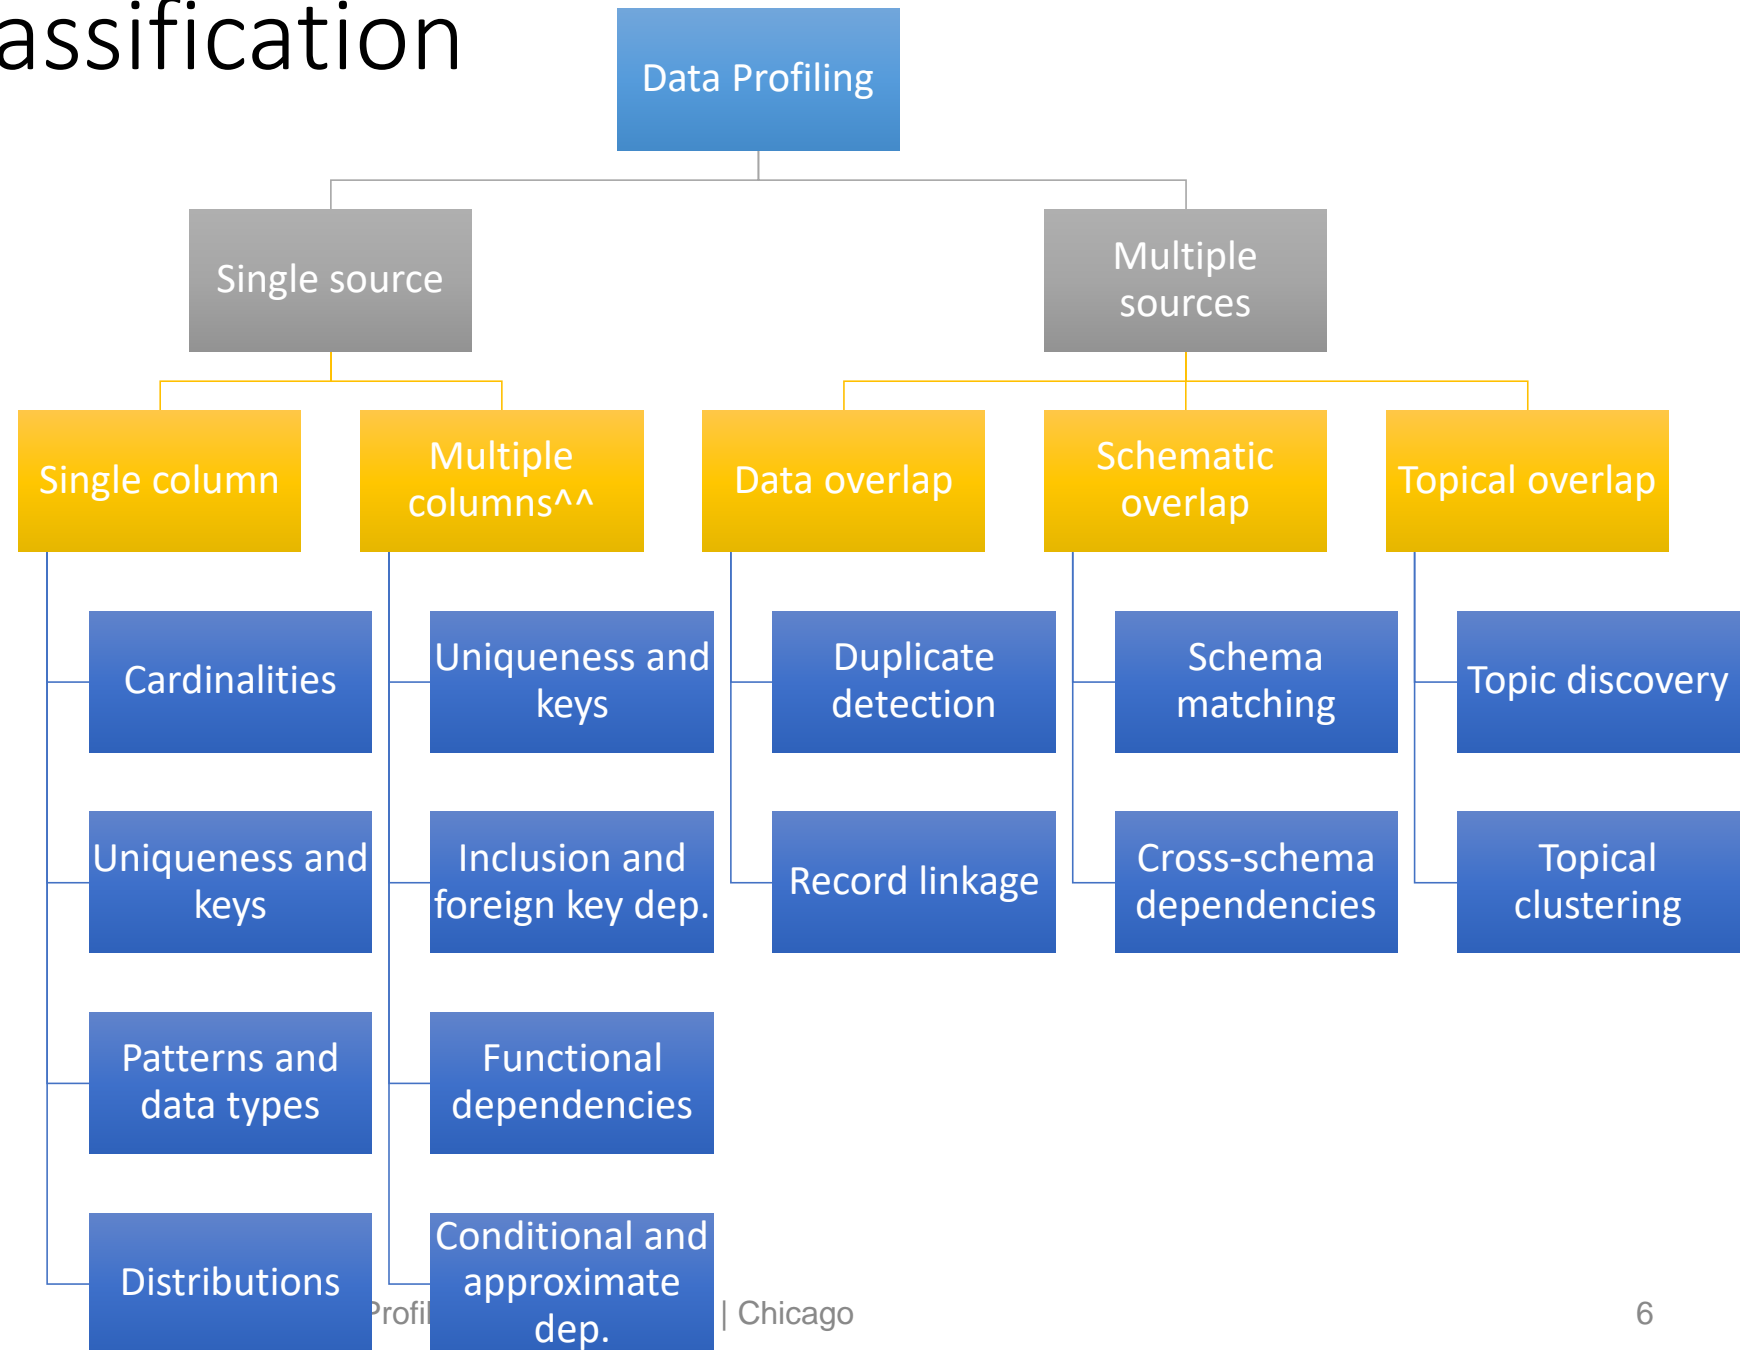 assification
Data Profiling
Single source
Multiple
sources
Single column
Multiple
columns^^
Data overlap
Schematic
overlap
Topical overlap
Cardinalities
Uniqueness and
keys
Patterns and
data types
Distributions
Uniqueness and
keys
Inclusion and
foreign key dep.
Functional
dependencies
Conditional and
approximate
dep.
Duplicate
detection
Record linkage
Schema
matching
Cross-schema
dependencies
Topic discovery
Topical
clustering
Profil | Chicago
6